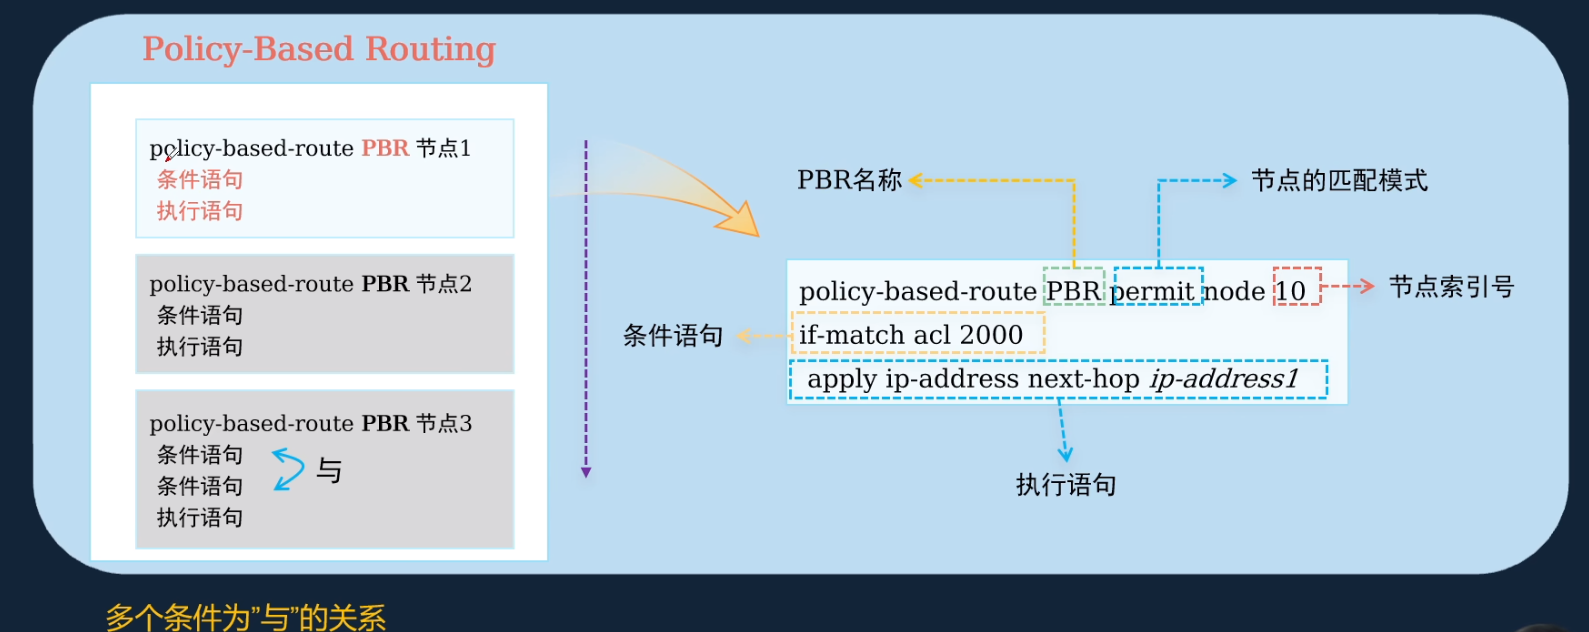 Policy-Based Routing
policy-based-route PBR 节点1
条件语句
执行语句
policy-based-route PBR 节点2
条件语句
执行语句
policy-based-route PBR 节点3
条件语句
条件语句
与
执行语句
PBR名称
节点的匹配模式
policy-based-route PBR permit node 10
节点索引号
条件语句
if-match acl 2000
apply ip-address next-hop ip-address1
执行语句
多个条件为”与”的关系